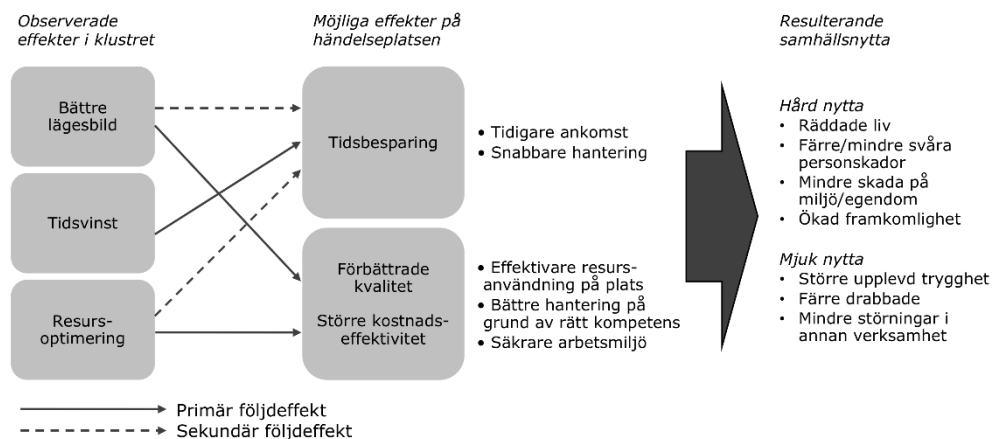 Observerade
effekter i klustret
Möjliga effekter på
händelseplatsen
Resulterande
samhällsnytta
Bättre
lägesbild
Tidsvinst
Resurs-
optimering
Tidsbesparing
• Tidigare ankomst
• Snabbare hantering
Förbättrade
kvalitet
Större kostnads-
effektivitet
• Effektivare resurs-
användning på plats
• Bättre hantering på
grund av rätt kompetens
• Säkrare arbetsmiljö
Hård nytta
• Räddade liv
• Färre/mindre svåra
personskador
• Mindre skada på
miljö/egendom
• Ökad framkomlighet
Mjuk nytta
• Större upplevd trygghet
• Färre drabbade
• Mindre störningar i
annan verksamhet
Primär följdeffekt
Sekundär följdeffekt